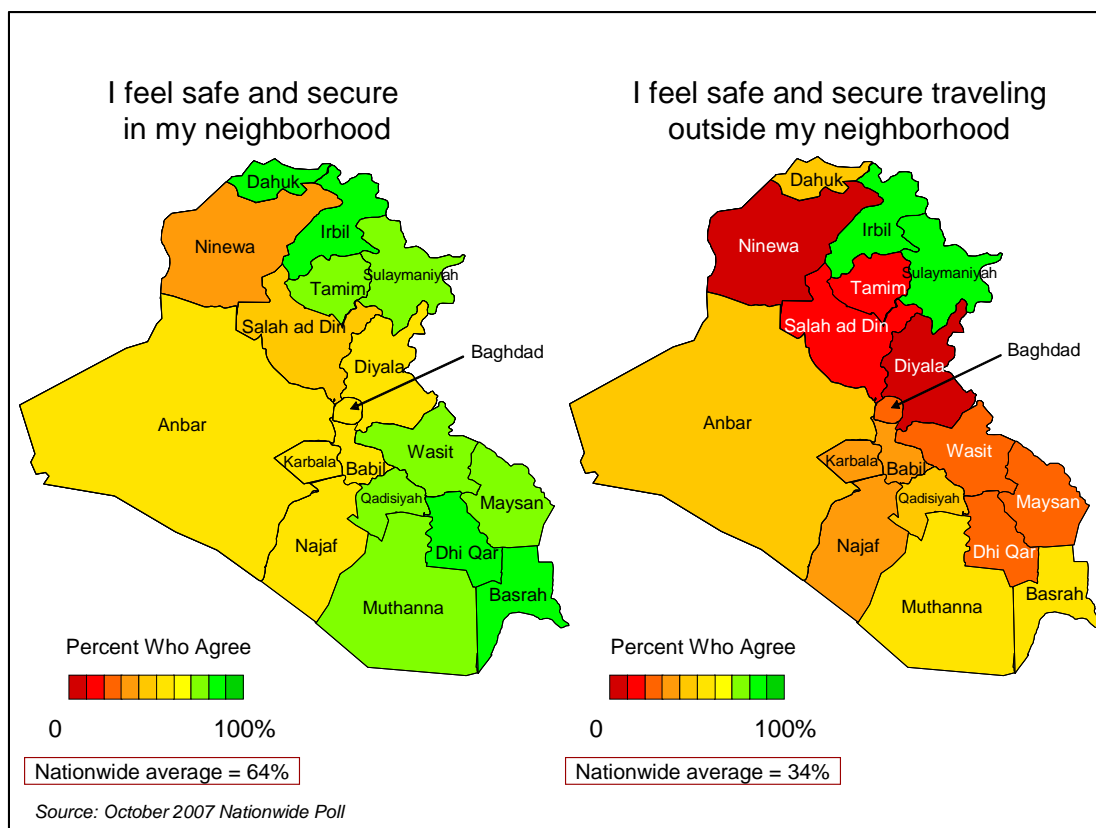 I feel safe and secure
in my neighborhood
Dahuk
Ninewa
Irbil
Sulaymaniyah
Tamim
Salah ad Din
Diyala
Baghdad
Anbar
Karbala
Babil
Wasit
Qadisiyah
Maysan
Najaf
Dhi Qar
Muthanna
Basrah
Percent Who Agree
0 100%
Nationwide average = 64%
I feel safe and secure traveling
outside my neighborhood
Dahuk
Ninewa
Irbil
Sulaymaniyah
Tamim
Salah ad Din
Diyala
Baghdad
Anbar
Karbala
Babil
Wasit
Qadisiyah
Maysan
Najaf
Dhi Qar
Muthanna
Basrah
Percent Who Agree
0 100%
Nationwide average = 34%
Source: October 2007 Nationwide Poll